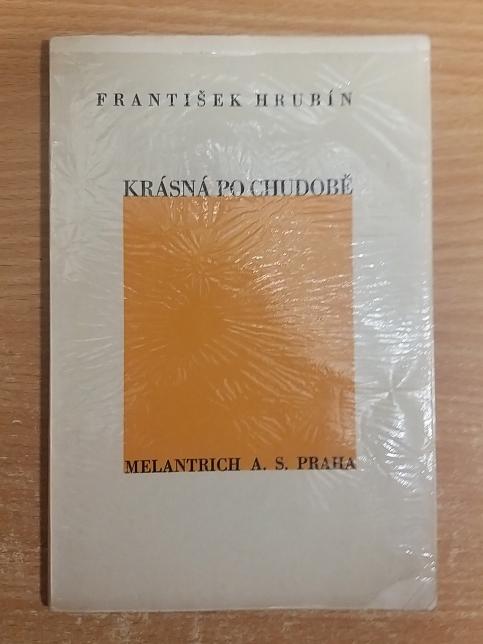 FRANTIŠEK HRUBÍN
KRÁSNÁ PO CHUDOBĚ
MELANTRICH A. S. PRAHA